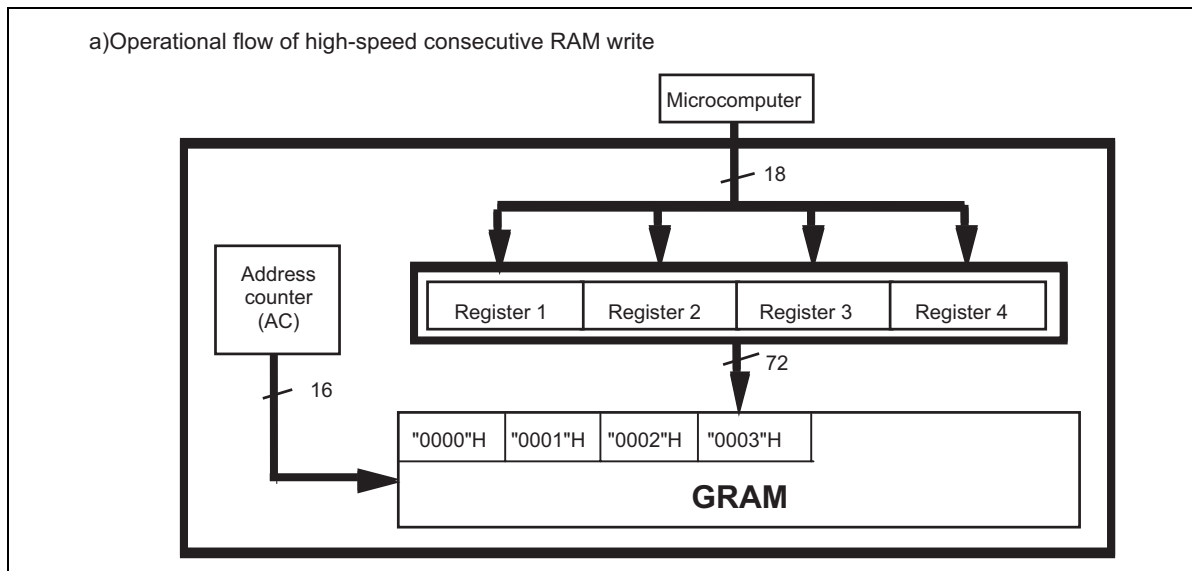 a)Operational flow of high-speed consecutive RAM write
Microcomputer
18
Address
counter
(AC)
Register 1
Register 2
Register 3
Register 4
72
16
"0000"H
"0001"H
"0002"H
"0003"H
GRAM